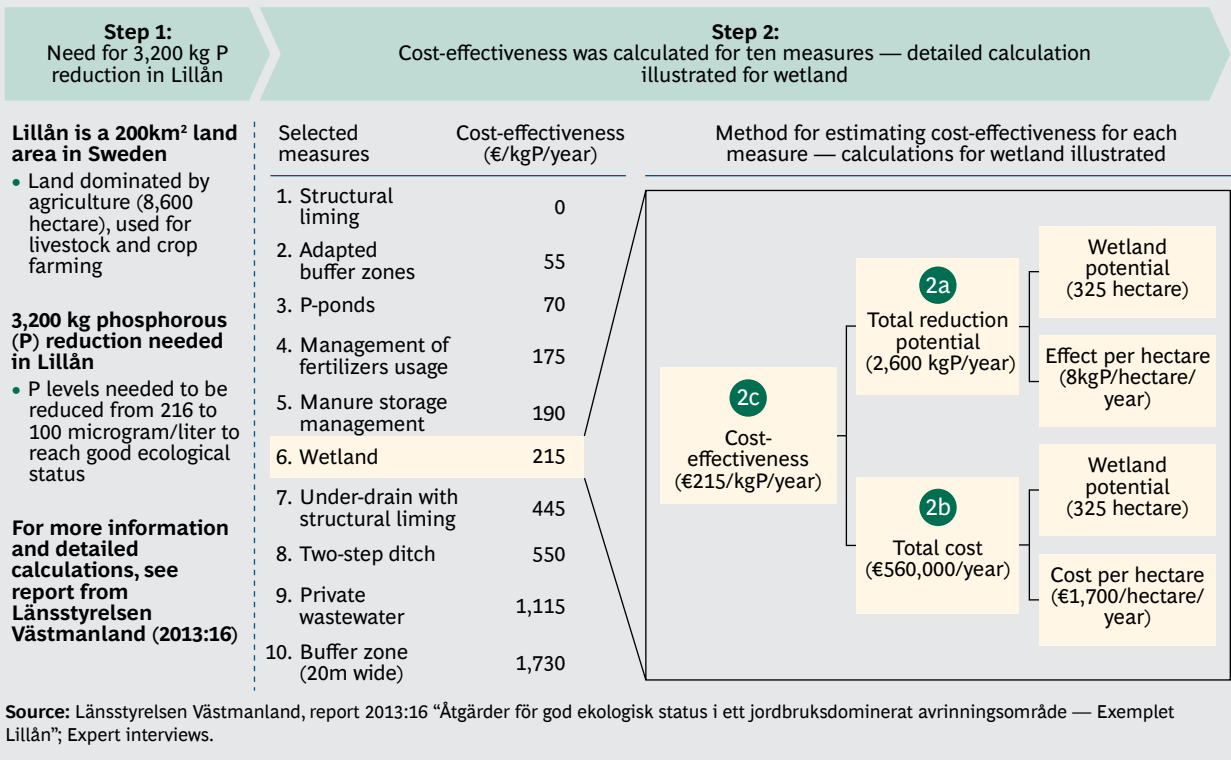 Step 1:
Need for 3,200 kg P
reduction in Lillån
Step 2:
Cost-effectiveness was calculated for ten measures — detailed calculation
illustrated for wetland
Lillån is a 200km² land
area in Sweden
• Land dominated by
agriculture (8,600
hectare), used for
livestock and crop
farming
3,200 kg phosphorous
(P) reduction needed
in Lillån
• P levels needed to be
reduced from 216 to
100 microgram/liter to
reach good ecological
status
For more information
and detailed
calculations, see
report from
Länsstyrelsen
Västmanland (2013:16)
Selected
measures
Cost-effectiveness
(€/kgP/year)
1. Structural
liming
0
2. Adapted
buffer zones
55
3. P-ponds
70
4. Management of
fertilizers usage
175
5. Manure storage
management
190
6. Wetland
215
7. Under-drain with
structural liming
445
8. Two-step ditch
550
9. Private
wastewater
1,115
10. Buffer zone
(20m wide)
1,730
Method for estimating cost-effectiveness for each
measure — calculations for wetland illustrated
2c
Cost-
effectiveness
(€215/kgP/year)
2a
Total reduction
potential
(2,600 kgP/year)
Wetland
potential
(325 hectare)
Effect per hectare
(8kgP/hectare/
year)
2b
Total cost
(€560,000/year)
Wetland
potential
(325 hectare)
Cost per hectare
(€1,700/hectare/
year)
Source: Länsstyrelsen Västmanland, report 2013:16 “Åtgärder för god ekologisk status i ett jordbruksdominerat avrinningsområde — Exemplet
Lillån”; Expert interviews.